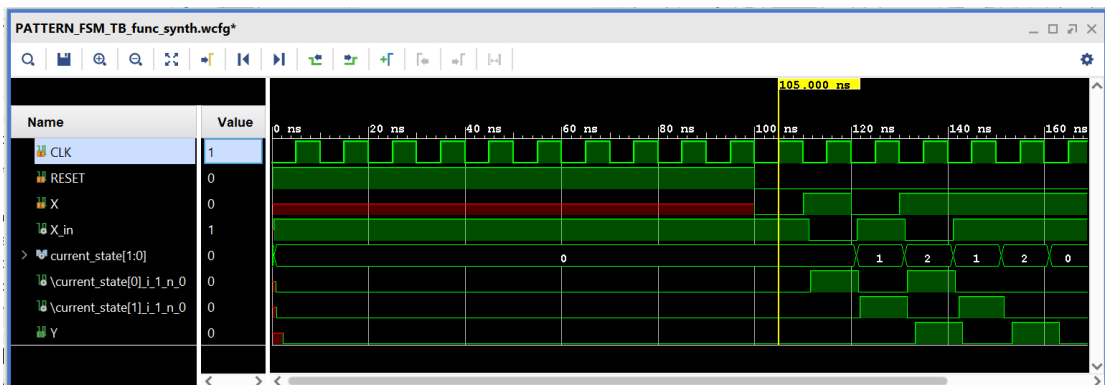 PATTERN_FSM_TB_func_synth.wcfg*
105.000 ns
Name Value
0 ns 20 ns 40 ns 60 ns 80 ns 100 ns 120 ns 140 ns 160 ns
CLK 1
RESET 0
X 0
X_in 1
> current_state[1:0] 0 0 1 2 1 2 0
\current_state[0]_i_1_n_0 0
\current_state[1]_i_1_n_0 0
Y 0